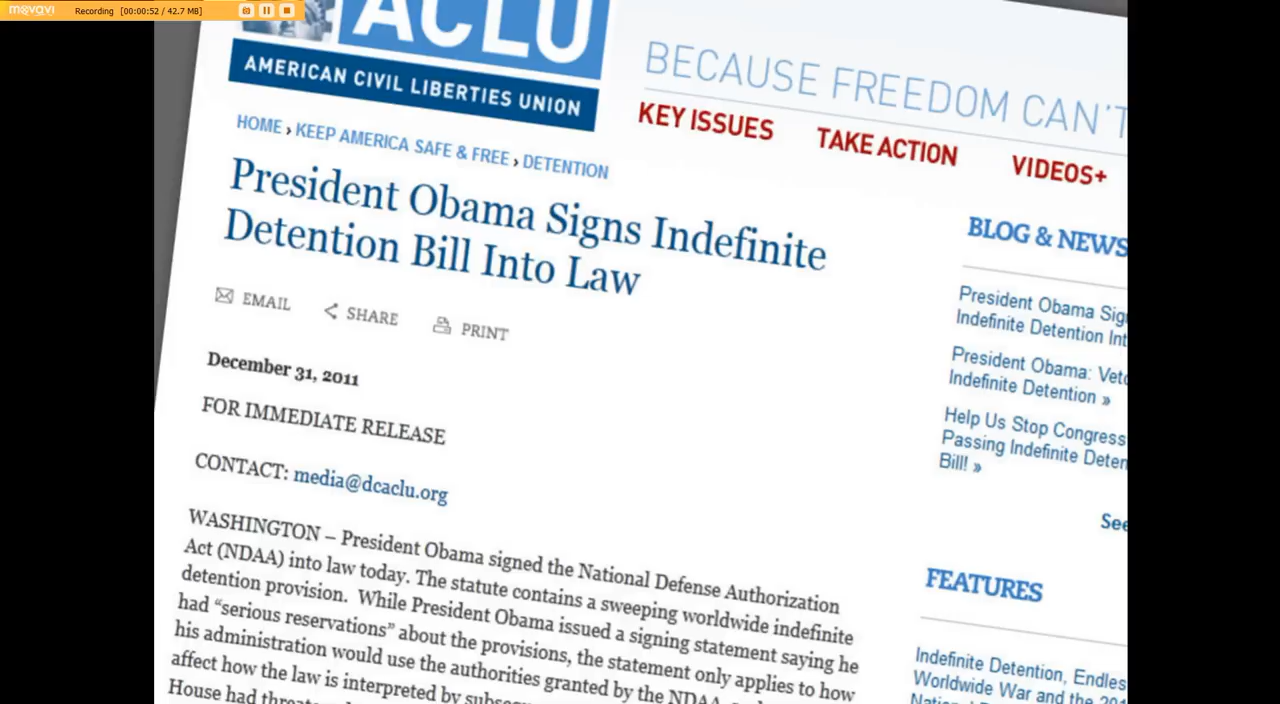 movavi Recording [00:00:52 / 42.7 MB]
ACLU
AMERICAN CIVIL LIBERTIES UNION
BECAUSE FREEDOM CAN'T
KEY ISSUES TAKE ACTION VIDEOS+
HOME › KEEP AMERICA SAFE & FREE › DETENTION
President Obama Signs Indefinite
Detention Bill Into Law
EMAIL SHARE PRINT
December 31, 2011
FOR IMMEDIATE RELEASE
CONTACT: media@dcaclu.org
WASHINGTON – President Obama signed the National Defense Authorization
Act (NDAA) into law today. The statute contains a sweeping worldwide indefinite
detention provision. While President Obama issued a signing statement saying he
had “serious reservations” about the provisions, the statement only applies to how
his administration would use the authorities granted by the NDAA
affect how the law is interpreted by
House had
BLOG & NEWS
President Obama Sig
Indefinite Detention Int
President Obama: Vet
Indefinite Detention »
Help Us Stop Congress
Passing Indefinite Deten
Bill! »
See
FEATURES
Indefinite Detention, Endles
Worldwide War and the 20